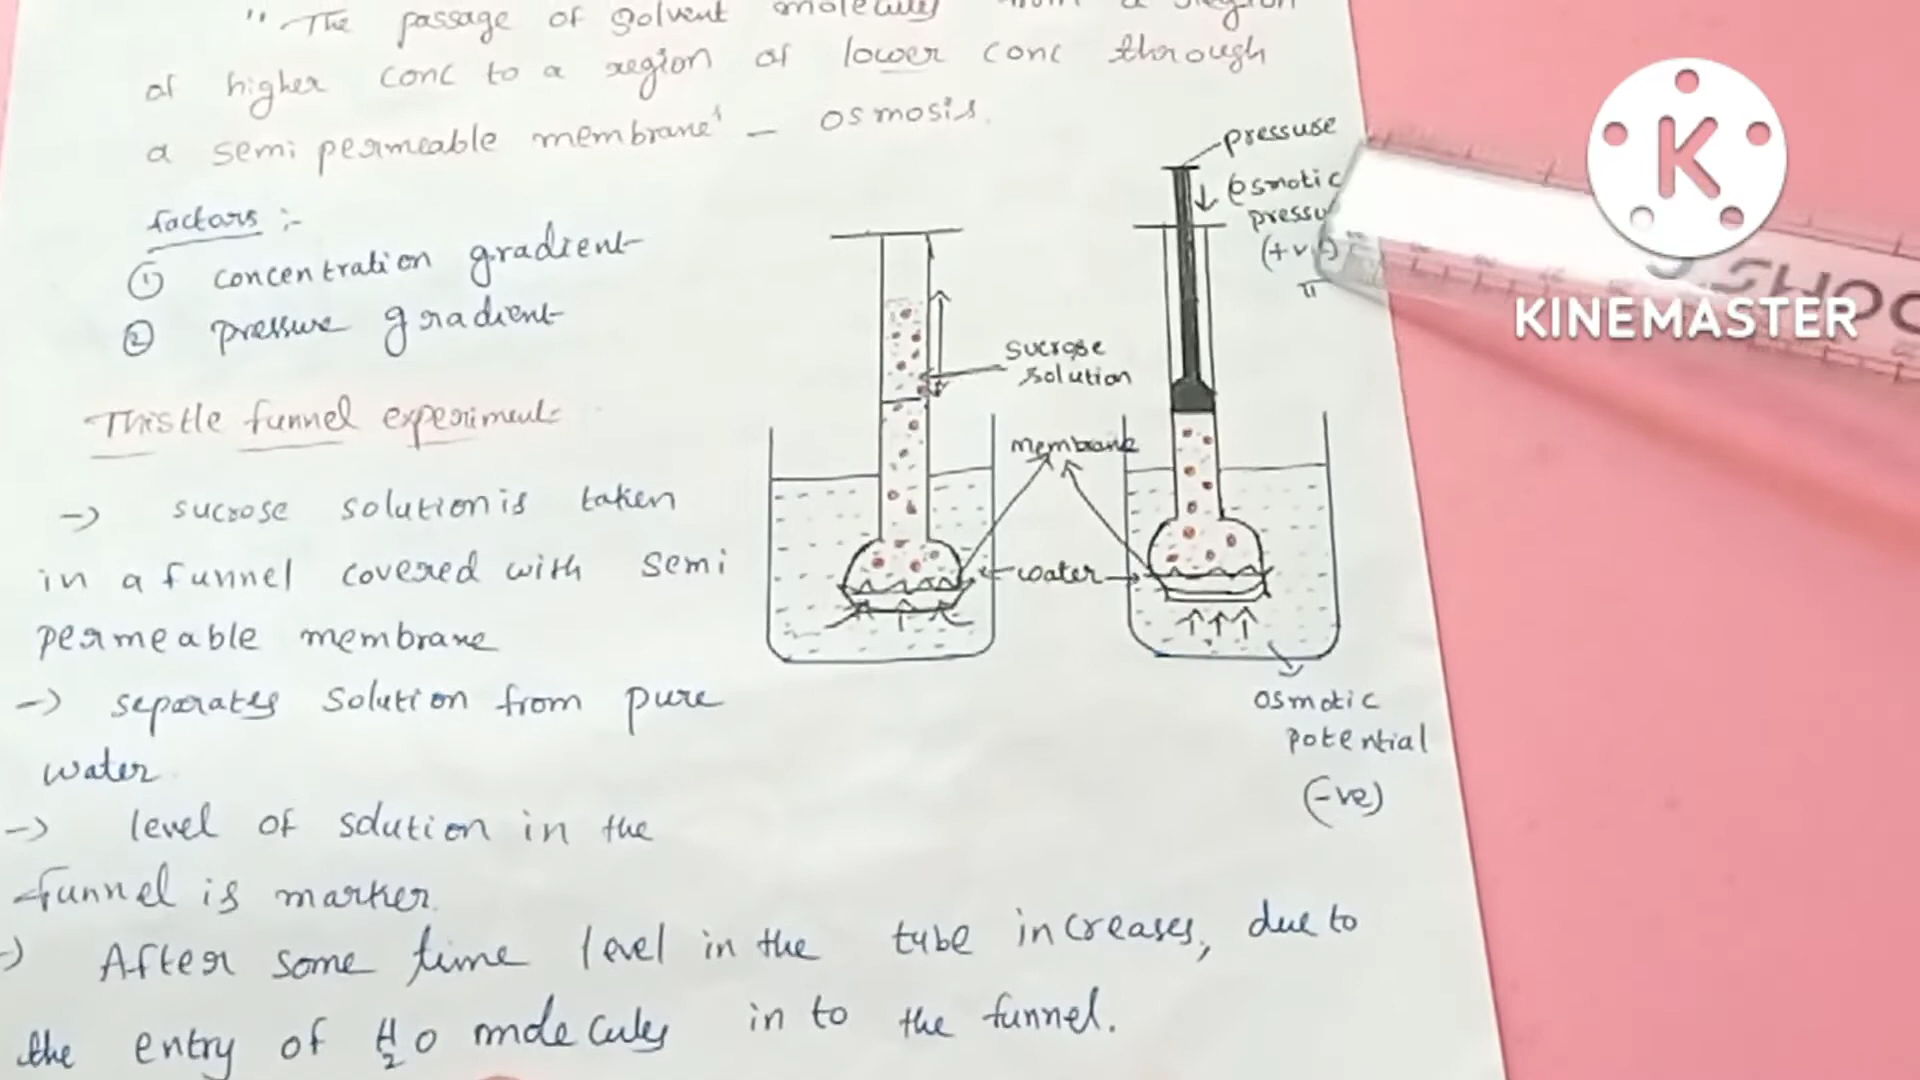 " The passage of solvent molecules from a region
of higher conc to a region of lower conc through
a semi permeable membrane" - osmosis.
factors :-
① concentration gradient
② pressure gradient
Thistle funnel experiment
-> sucrose solution is taken
in a funnel covered with semi
permeable membrane
-> separates solution from pure
water
-> level of solution in the
funnel is marker.
-> After some time level in the tube increases, due to
the entry of H2O molecules in to the funnel.
pressuse
osmotic
pressu
(+ve)
π
sucrose
solution
membrane
water
osmotic
potential
(-ve)
K
KINEMASTER